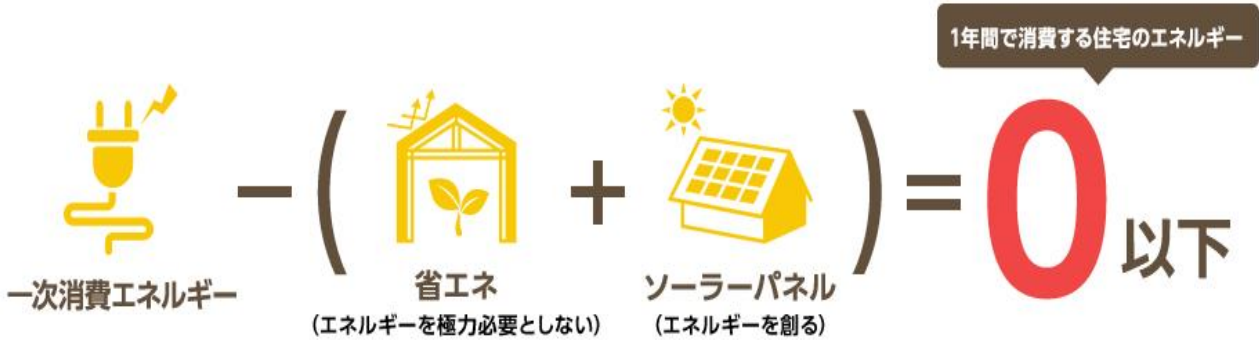 1年間で消費する住宅のエネルギー
− ( + ) = 0 以下
一次消費エネルギー
省エネ
(エネルギーを極力必要としない)
ソーラーパネル
(エネルギーを創る)